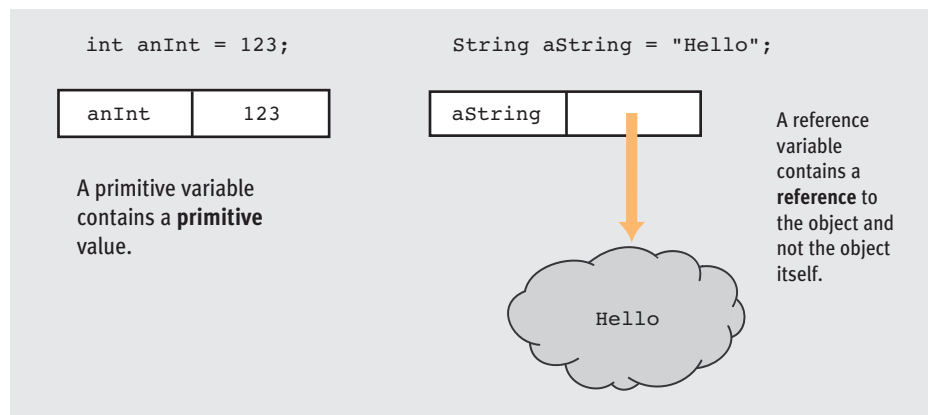 int anInt = 123;
String aString = "Hello";
anInt 123
aString
A primitive variable
contains a primitive
value.
A reference
variable
contains a
reference to
the object and
not the object
itself.
Hello